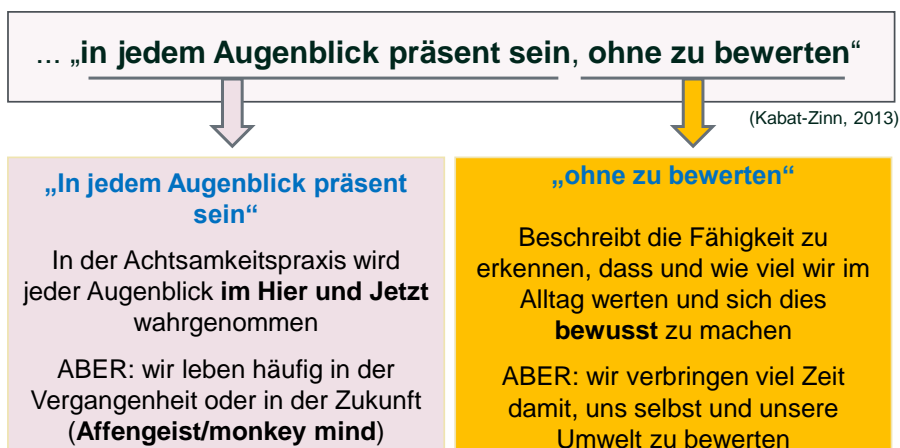 ... „in jedem Augenblick präsent sein, ohne zu bewerten“
(Kabat-Zinn, 2013)
„In jedem Augenblick präsent
sein“
In der Achtsamkeitspraxis wird
jeder Augenblick im Hier und Jetzt
wahrgenommen
ABER: wir leben häufig in der
Vergangenheit oder in der Zukunft
(Affengeist/monkey mind)
„ohne zu bewerten“
Beschreibt die Fähigkeit zu
erkennen, dass und wie viel wir im
Alltag werten und sich dies
bewusst zu machen
ABER: wir verbringen viel Zeit
damit, uns selbst und unsere
Umwelt zu bewerten